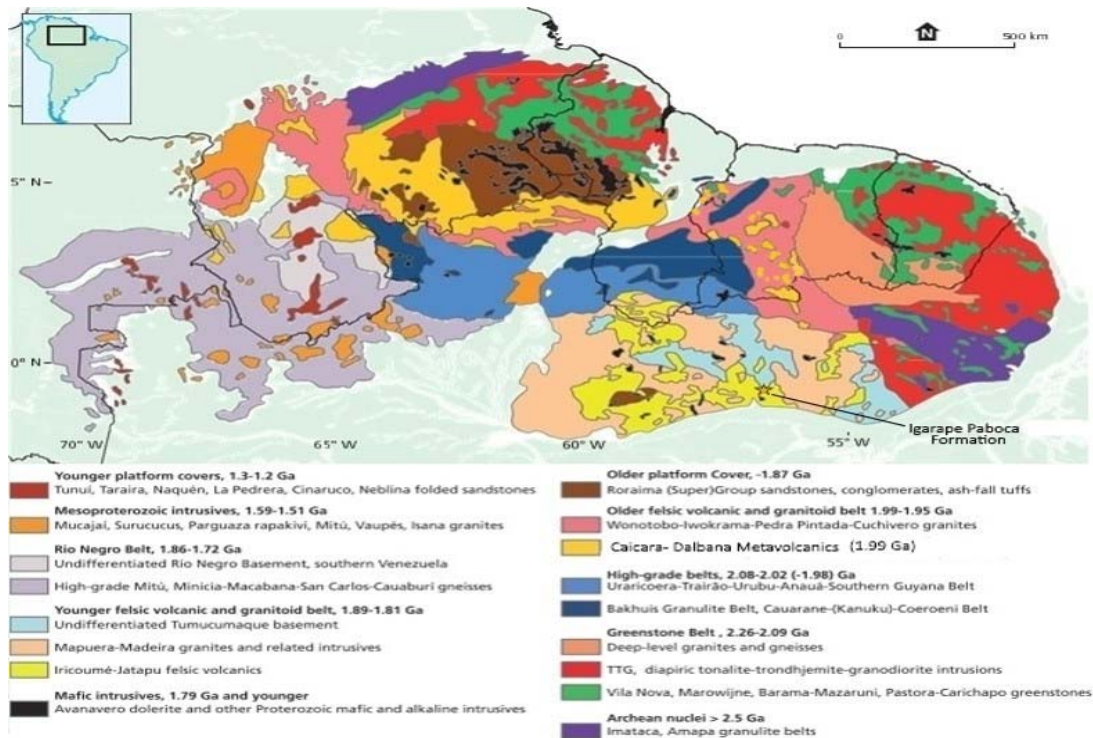 N
0
500 km
5° N
0° N
70° W
65° W
60° W
55° W
Igarape Paboca
Formation
Younger platform covers, 1.3-1.2 Ga
Tunuí, Taraira, Naquén, La Pedrera, Cinaruco, Neblina folded sandstones
Mesoproterozoic intrusives, 1.59-1.51 Ga
Mucajaí, Surucucus, Parguaza rapakivi, Mitú, Vaupés, Isana granites
Rio Negro Belt, 1.86-1.72 Ga
Undifferentiated Río Negro Basement, southern Venezuela
High-grade Mitú, Minicia-Macabana-San Carlos-Cauaburi gneisses
Younger felsic volcanic and granitoid belt, 1.89-1.81 Ga
Undifferentiated Tumucumaque basement
Mapuera-Madeira granites and related intrusives
Iricoumé-Jatapu felsic volcanics
Mafic intrusives, 1.79 Ga and younger
Avanavero dolerite and other Proterozoic mafic and alkaline intrusives
Older platform Cover, -1.87 Ga
Roraima (Super)Group sandstones, conglomerates, ash-fall tuffs
Older felsic volcanic and granitoid belt 1.99-1.95 Ga
Wonotobo-Iwokrama-Pedra Pintada-Cuchivero granites
Caicara- Dalbana Metavolcanics (1.99 Ga)
High-grade belts, 2.08-2.02 (-1.98) Ga
Uraricoera-Trairão-Urubu-Anauá-Southern Guyana Belt
Bakhuis Granulite Belt, Cauarane-(Kanuku)-Coeroeni Belt
Greenstone Belt , 2.26-2.09 Ga
Deep-level granites and gneisses
TTG, diapiric tonalite-trondhjemite-granodiorite intrusions
Vila Nova, Marowijne, Barama-Mazaruni, Pastora-Carichapo greenstones
Archean nuclei > 2.5 Ga
Imataca, Amapa granulite belts